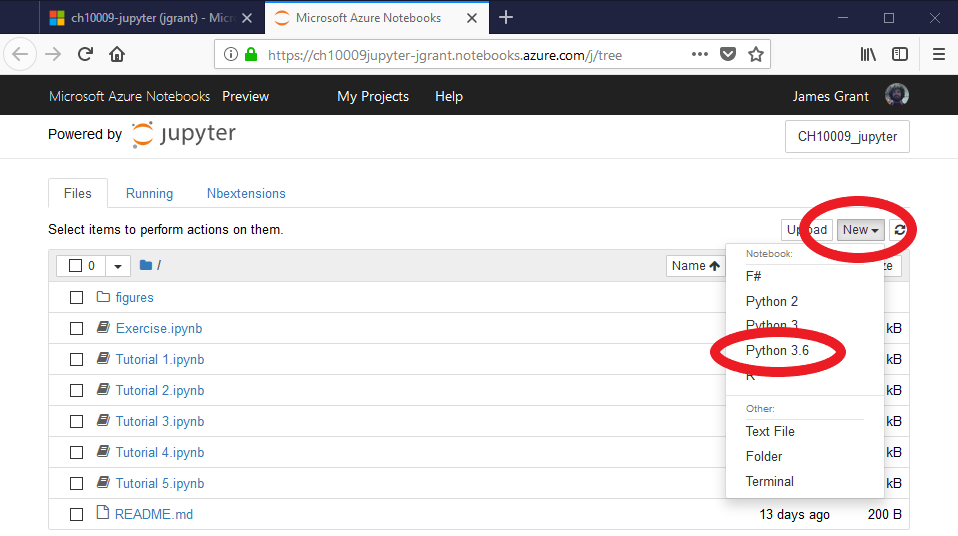 ch10009-jupyter (jgrant) - Micr
Microsoft Azure Notebooks
https://ch10009jupyter-jgrant.notebooks.azure.com/j/tree
Microsoft Azure Notebooks Preview My Projects Help James Grant
Powered by jupyter CH10009_jupyter
Files Running Nbextensions
Select items to perform actions on them. Upload New
0 / Name
Notebook:
F#
Python 2
Python 3
Python 3.6
R
Other:
Text File
Folder
Terminal
figures
Exercise.ipynb kB
Tutorial 1.ipynb kB
Tutorial 2.ipynb kB
Tutorial 3.ipynb kB
Tutorial 4.ipynb kB
Tutorial 5.ipynb kB
README.md 13 days ago 200 B